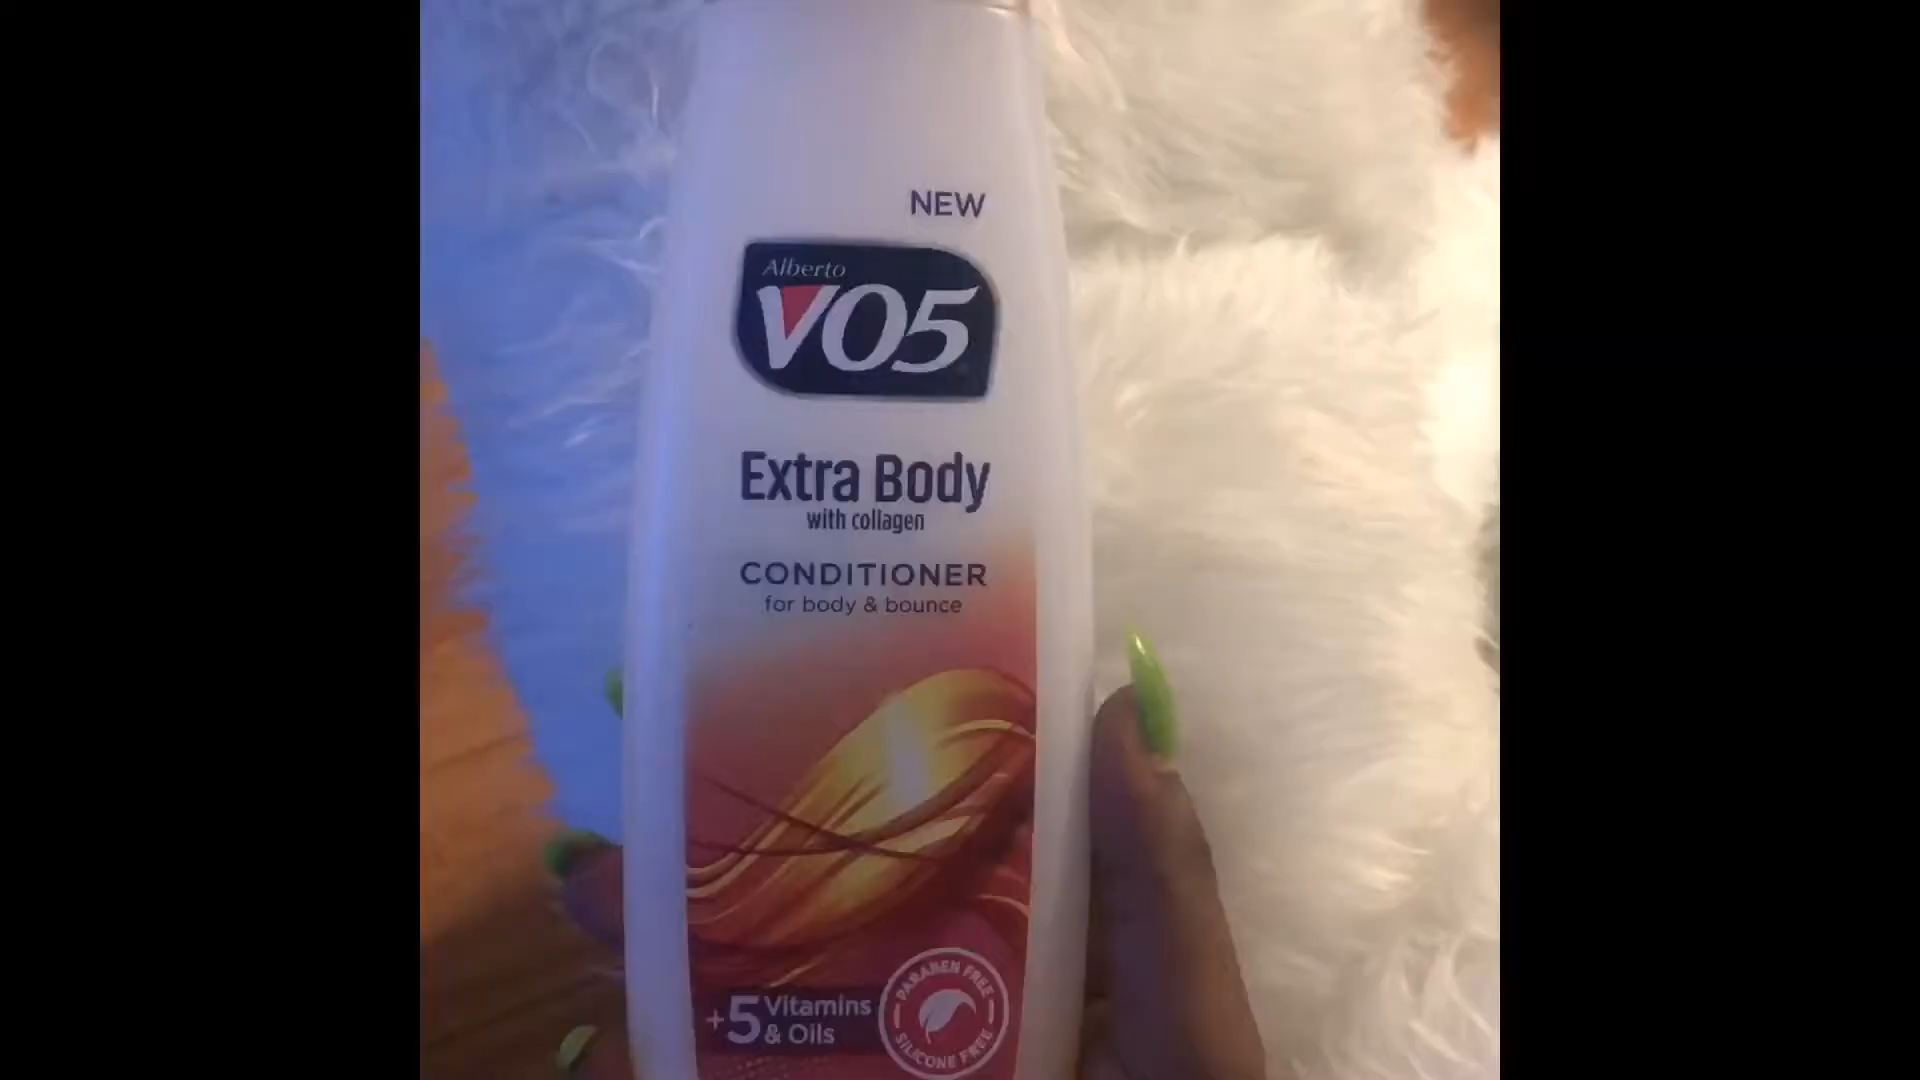 NEW
Alberto
VO5
Extra Body
with collagen
CONDITIONER
for body & bounce
+5 Vitamins
& Oils
PARABEN FREE
SILICONE FREE